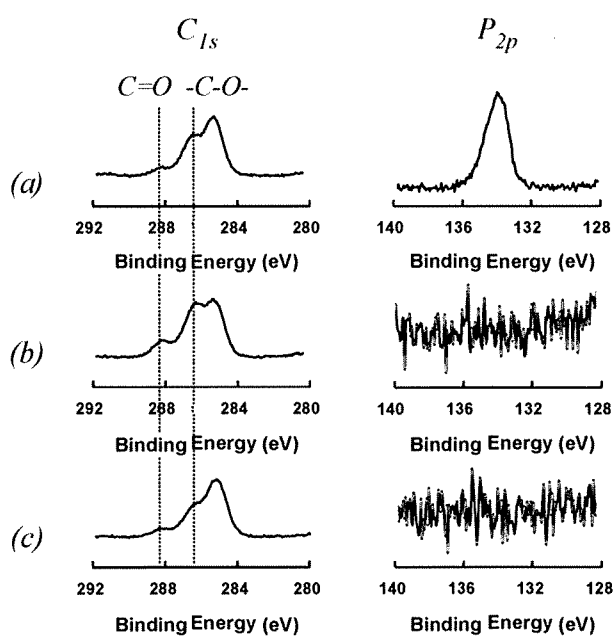 C1s P2p
C=O -C-O-
(a)
292 288 284 280 140 136 132 128
Binding Energy (eV) Binding Energy (eV)
(b)
292 288 284 280 140 136 132 128
Binding Energy (eV) Binding Energy (eV)
(c)
292 288 284 280 140 136 132 128
Binding Energy (eV) Binding Energy (eV)